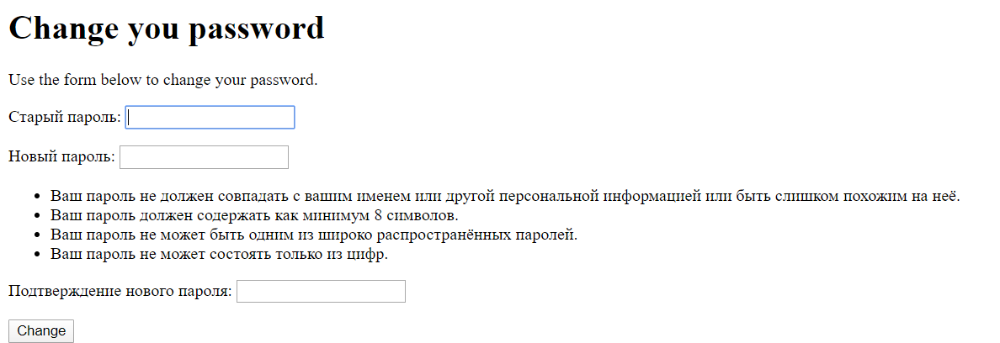 Change you password
Use the form below to change your password.
Старый пароль:
Новый пароль:
Ваш пароль не должен совпадать с вашим именем или другой персональной информацией или быть слишком похожим на неё.
Ваш пароль должен содержать как минимум 8 символов.
Ваш пароль не может быть одним из широко распространённых паролей.
Ваш пароль не может состоять только из цифр.
Подтверждение нового пароля:
Change